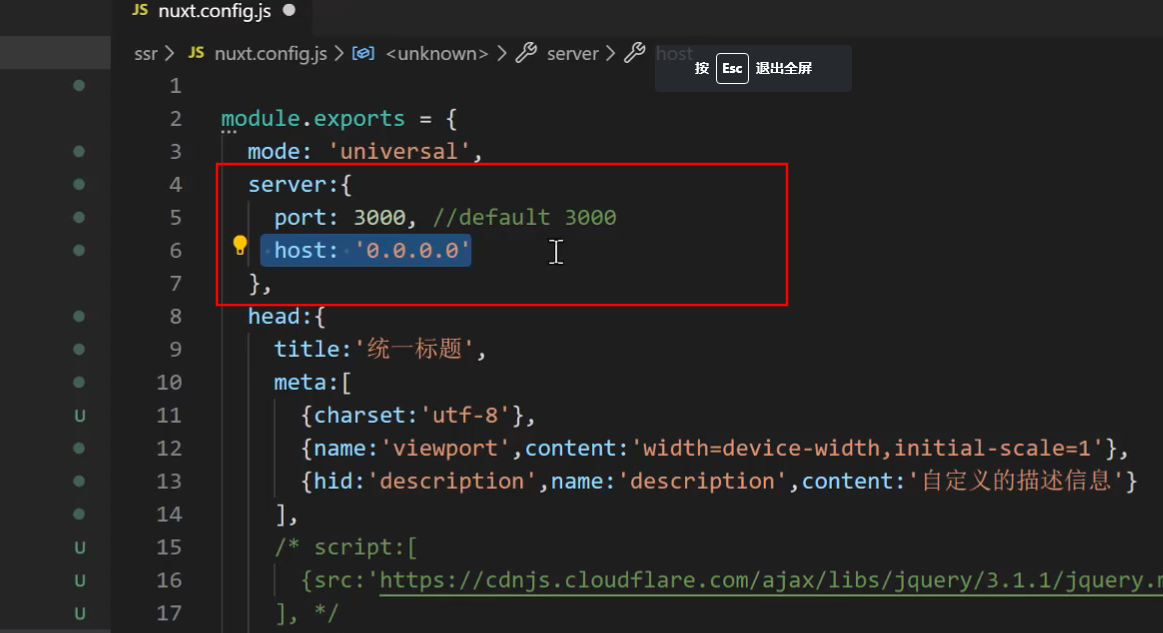 JS nuxt.config.js ●
ssr > JS nuxt.config.js > <unknown> > server > host
按 Esc 退出全屏
1
2 module.exports = {
3 mode: 'universal',
4 server:{
5 port: 3000, //default 3000
6 host: '0.0.0.0'
7 },
8 head:{
9 title:'统一标题',
10 meta:[
U 11 {charset:'utf-8'},
12 {name:'viewport',content:'width=device-width,initial-scale=1'},
13 {hid:'description',name:'description',content:'自定义的描述信息'}
14 ],
U 15 /* script:[
U 16 {src:'https://cdnjs.cloudflare.com/ajax/libs/jquery/3.1.1/jquery.
U 17 ], */